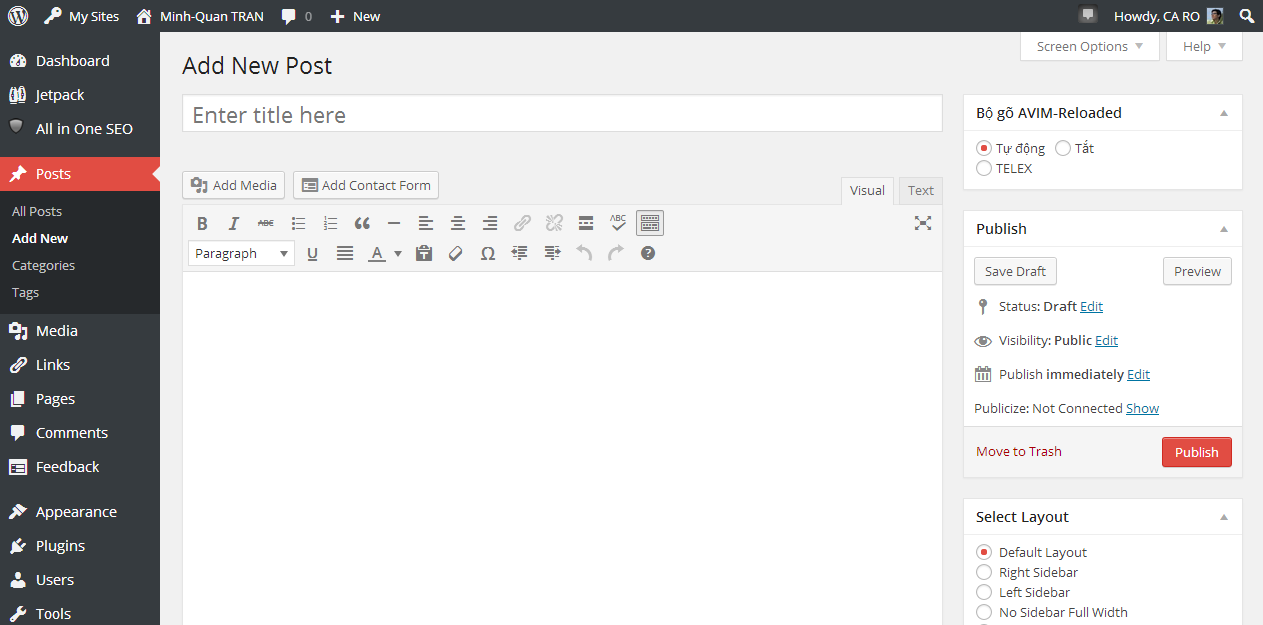 My Sites Minh-Quan TRAN 0 New Howdy, CA RO
Dashboard
Jetpack
All in One SEO
Posts
All Posts
Add New
Categories
Tags
Media
Links
Pages
Comments
Feedback
Appearance
Plugins
Users
Tools
Screen Options Help
Add New Post
Enter title here
Add Media Add Contact Form
Visual Text
B I ABC ABC
Paragraph U A
Bộ gõ AVIM-Reloaded
Tự động Tắt
TELEX
Publish
Save Draft Preview
Status: Draft Edit
Visibility: Public Edit
Publish immediately Edit
Publicize: Not Connected Show
Move to Trash Publish
Select Layout
Default Layout
Right Sidebar
Left Sidebar
No Sidebar Full Width